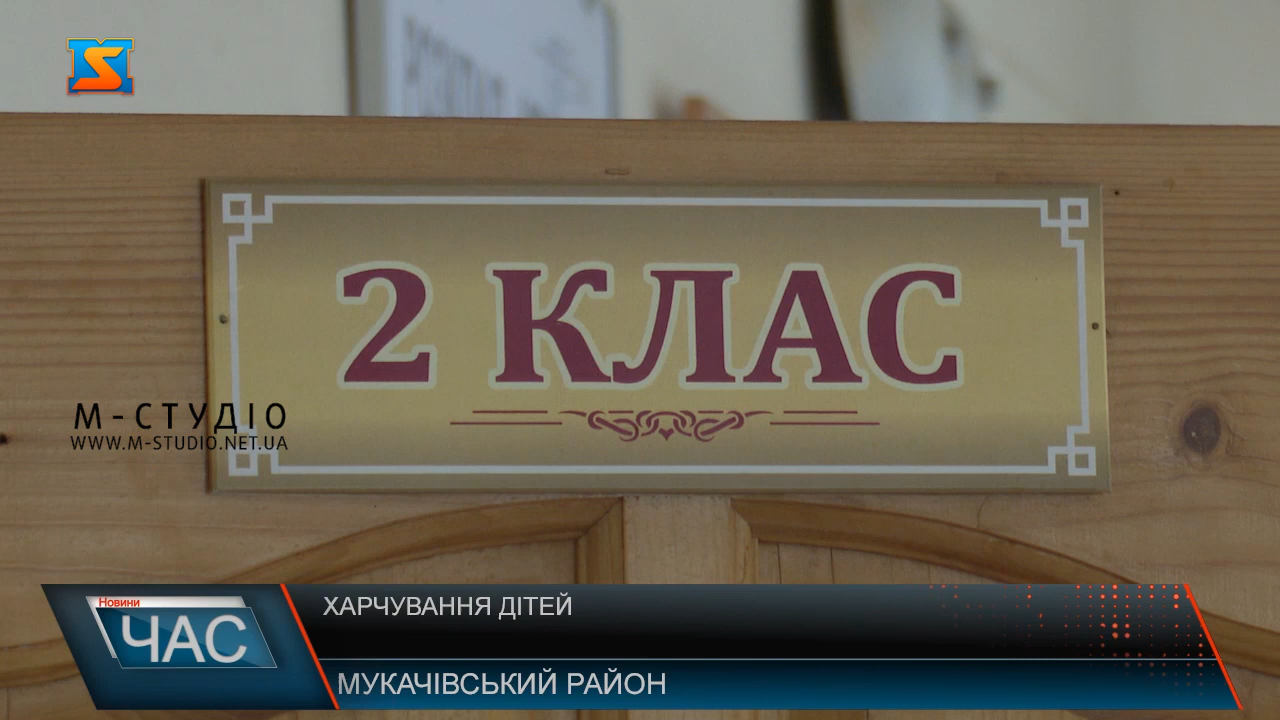 2 КЛАС
М-СТУДІО
WWW.M-STUDIO.NET.UA
Новини
ЧАС
ХАРЧУВАННЯ ДІТЕЙ
МУКАЧІВСЬКИЙ РАЙОН